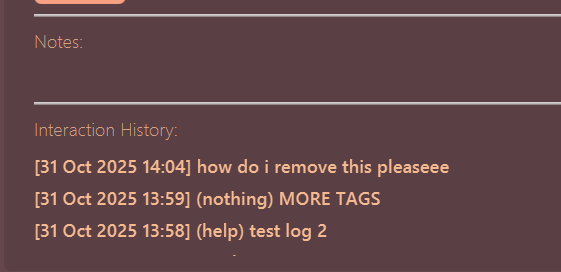 Notes:
Interaction History:
[31 Oct 2025 14:04] how do i remove this pleaseee
[31 Oct 2025 13:59] (nothing) MORE TAGS
[31 Oct 2025 13:58] (help) test log 2